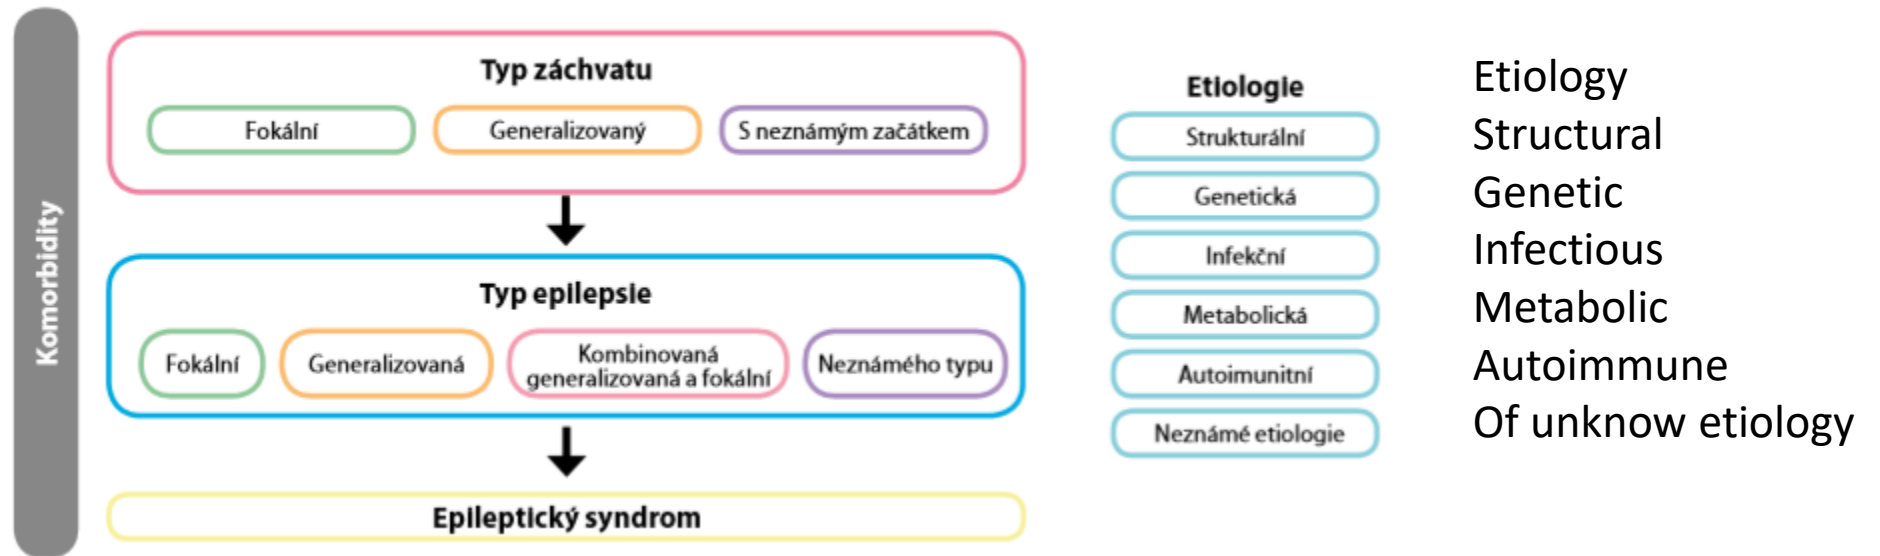 Komorbidity
Typ záchvatu
Fokální
Generalizovaný
S neznámým začátkem
Typ epilepsie
Fokální
Generalizovaná
Kombinovaná
generalizovaná a fokální
Neznámého typu
Epileptický syndrom
Etiologie
Strukturální
Genetická
Infekční
Metabolická
Autoimunitní
Neznámé etiologie
Etiology
Structural
Genetic
Infectious
Metabolic
Autoimmune
Of unknow etiology